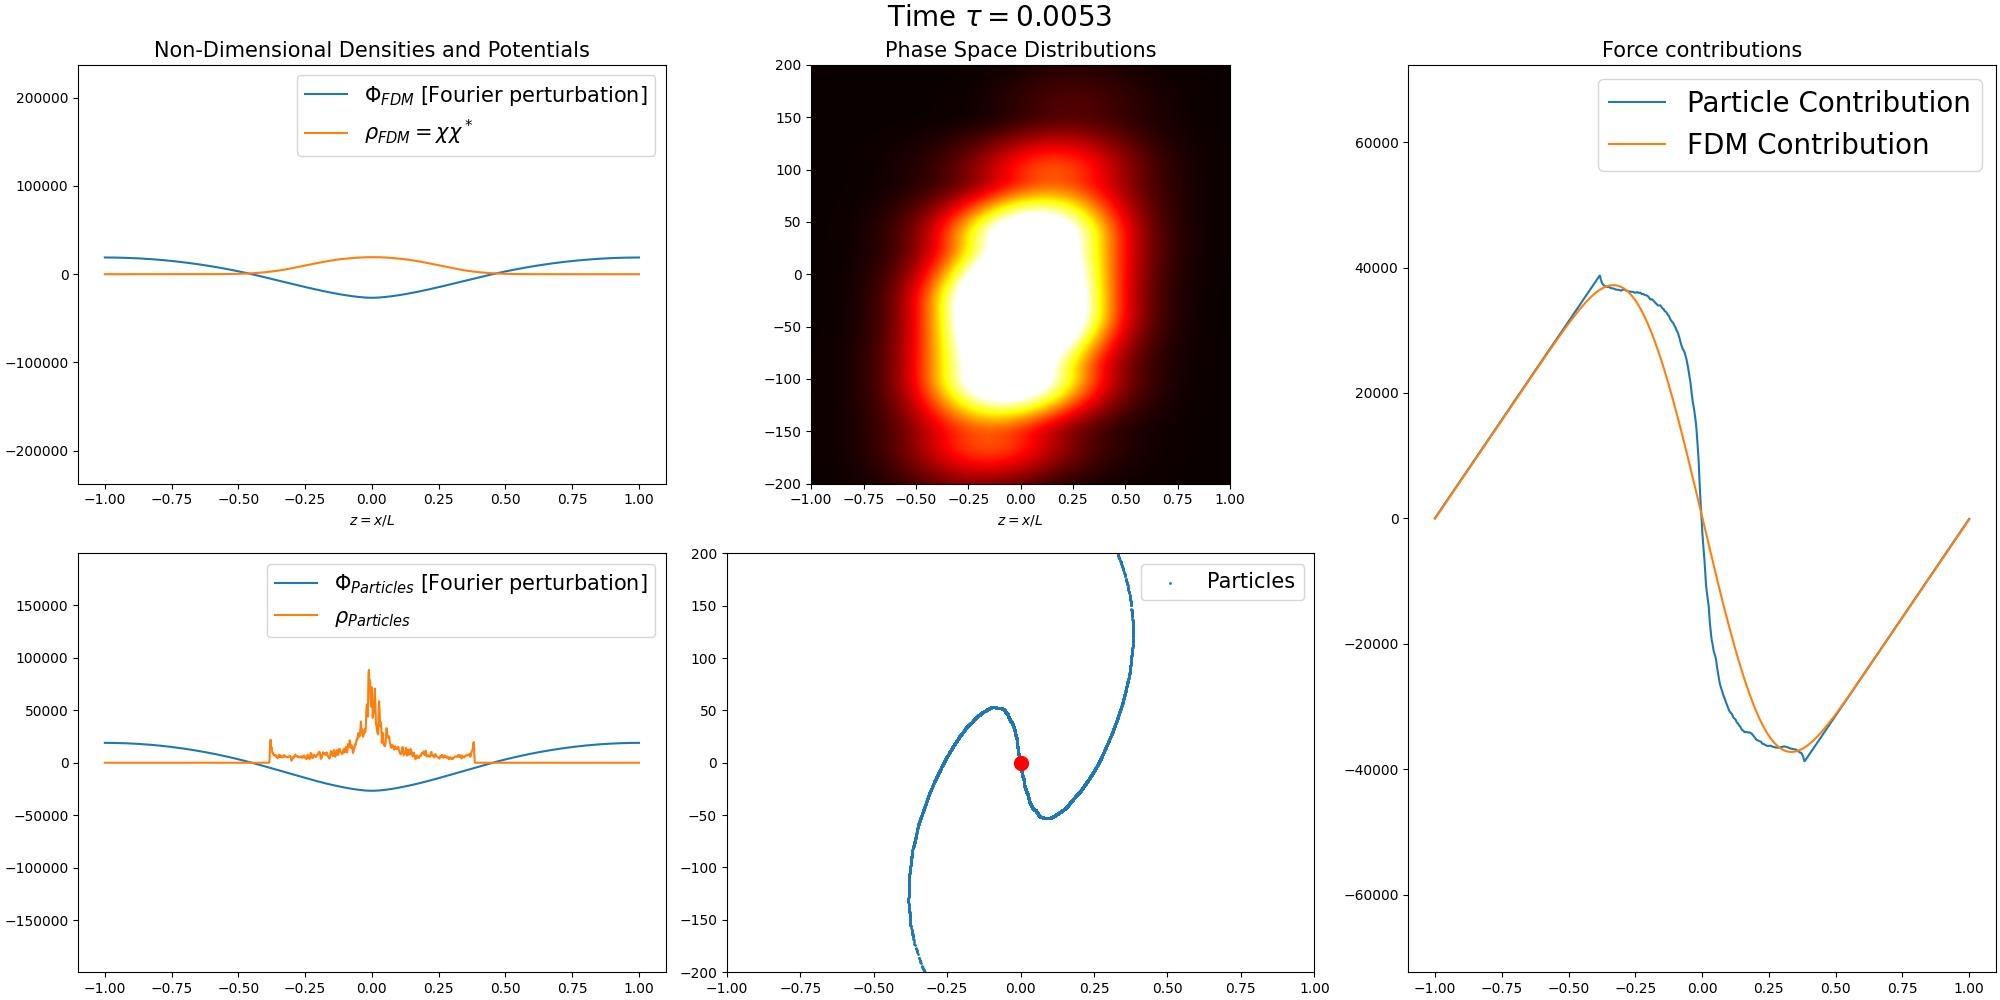 Time τ = 0.0053
Non-Dimensional Densities and Potentials
Φ_FDM [Fourier perturbation]
ρ_FDM = χχ*
200000
100000
0
−100000
−200000
−1.00 −0.75 −0.50 −0.25 0.00 0.25 0.50 0.75 1.00
z = x/L
Phase Space Distributions
200
150
100
50
0
−50
−100
−150
−200
−1.00 −0.75 −0.50 −0.25 0.00 0.25 0.50 0.75 1.00
z = x/L
Force contributions
Particle Contribution
FDM Contribution
60000
40000
20000
0
−20000
−40000
−60000
−1.00 −0.75 −0.50 −0.25 0.00 0.25 0.50 0.75 1.00
Φ_Particles [Fourier perturbation]
ρ_Particles
150000
100000
50000
0
−50000
−100000
−150000
−1.00 −0.75 −0.50 −0.25 0.00 0.25 0.50 0.75 1.00
Particles
200
150
100
50
0
−50
−100
−150
−200
−1.00 −0.75 −0.50 −0.25 0.00 0.25 0.50 0.75 1.00